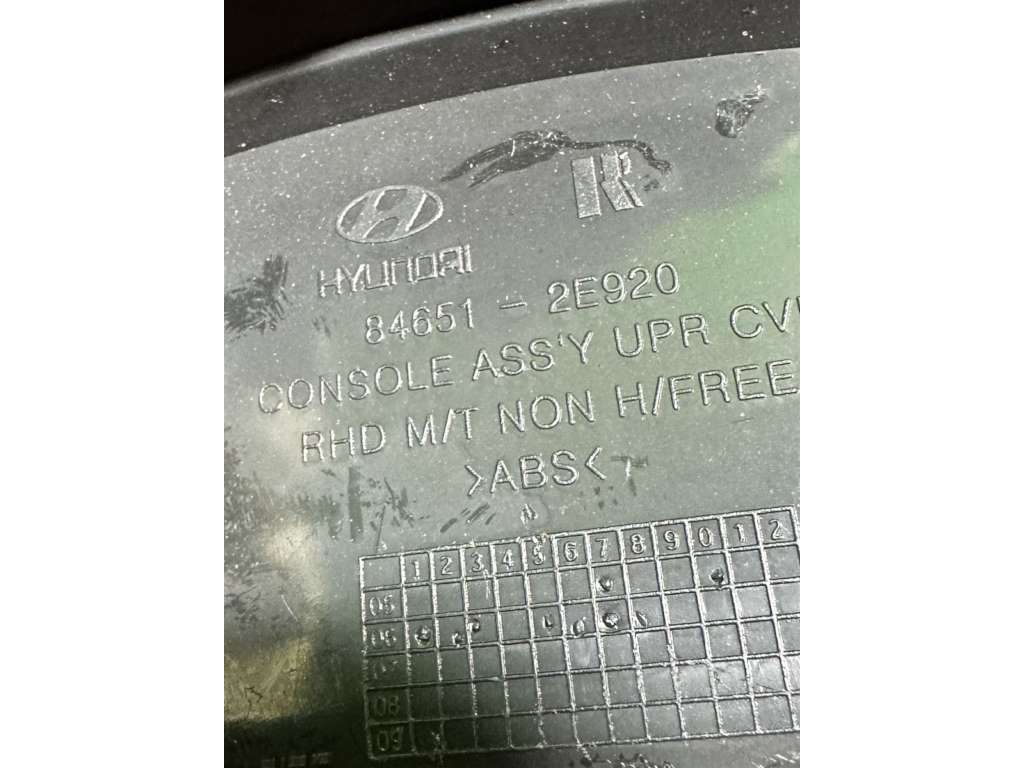 HYUNDAI
84651 - 2E920
CONSOLE ASS'Y UPR CV
RHD M/T NON H/FREE
>ABS<
1 2 3 4 5 6 7 8 9 0 1 2
05
06
07
08
09